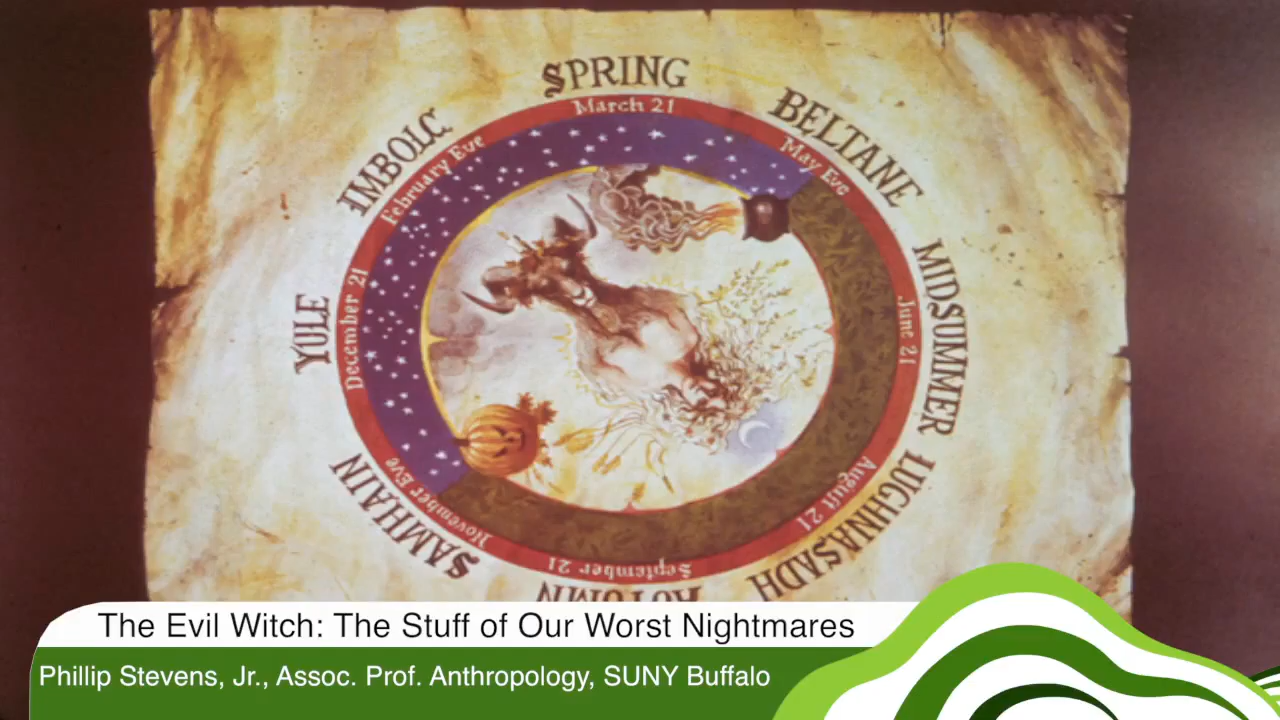 SPRING
March 21
BELTANE
May Eve
MIDSUMMER
June 21
LUGHNASADH
August 21
AUTUMN
September 21
SAMHAIN
November Eve
YULE
December 21
IMBOLC
February Eve
The Evil Witch: The Stuff of Our Worst Nightmares
Phillip Stevens, Jr., Assoc. Prof. Anthropology, SUNY Buffalo